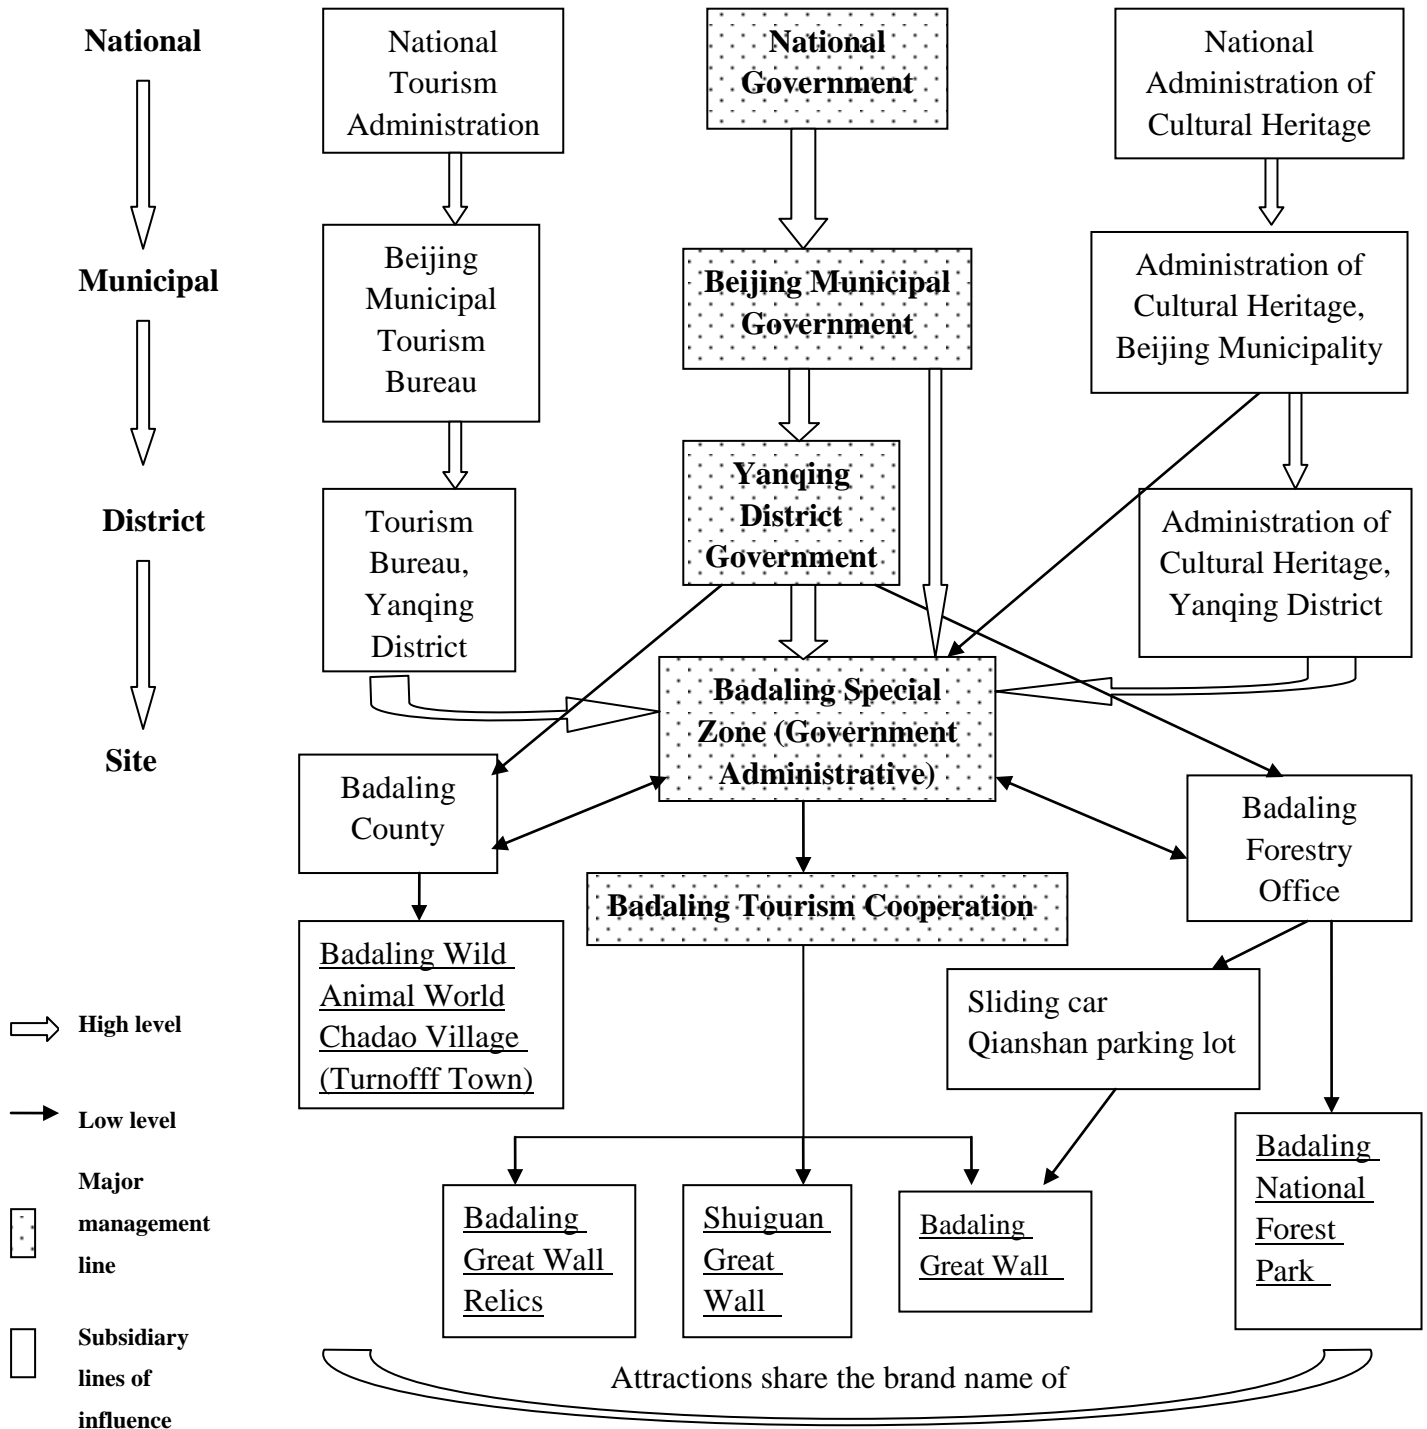 National
National
Tourism
Administration
National
Government
National
Administration of
Cultural Heritage
Municipal
Beijing
Municipal
Tourism
Bureau
Beijing Municipal
Government
Administration of
Cultural Heritage,
Beijing Municipality
District
Tourism
Bureau,
Yanqing
District
Yanqing
District
Government
Administration of
Cultural Heritage,
Yanqing District
Site
Badaling
County
Badaling Special
Zone (Government
Administrative)
Badaling
Forestry
Office
Badaling Tourism Cooperation
Badaling Wild
Animal World
Chadao Village
(Turnofff Town)
Sliding car
Qianshan parking lot
Badaling
Great Wall
Relics
Shuiguan
Great
Wall
Badaling
Great Wall
Badaling
National
Forest
Park
High level
Low level
Major
management
line
Subsidiary
lines of
influence
Attractions share the brand name of